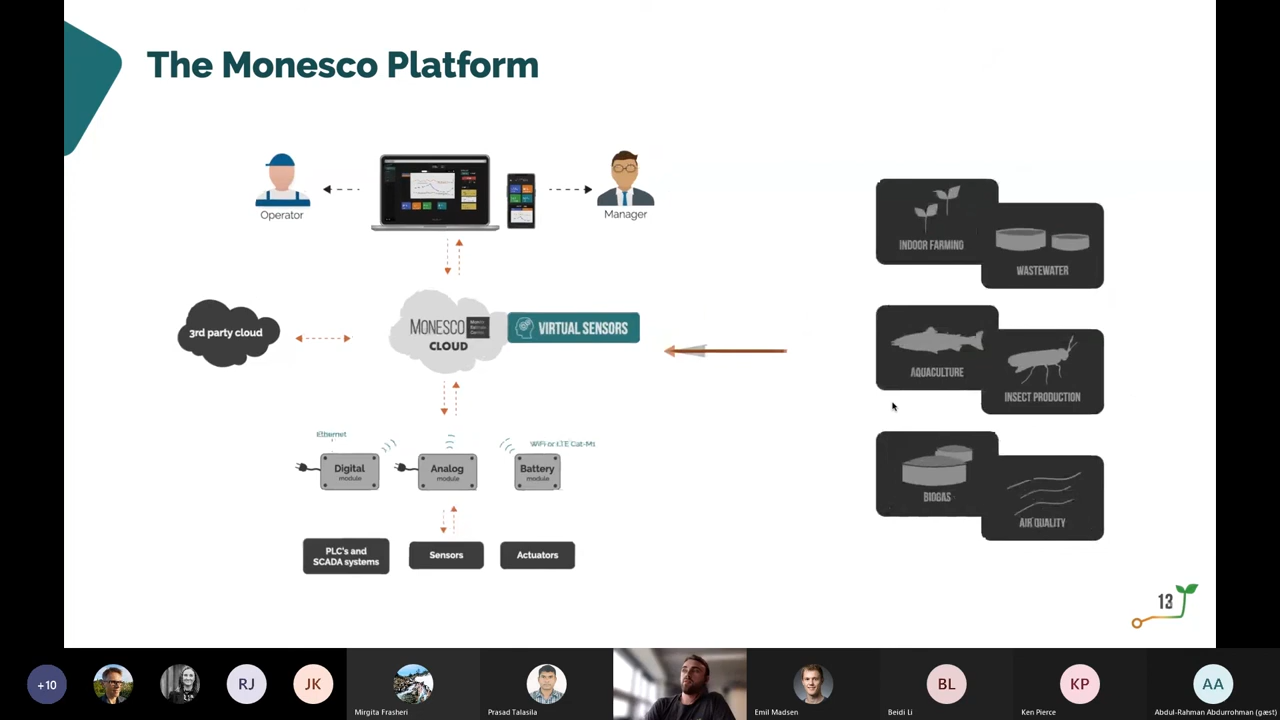 The Monesco Platform
Operator
Manager
INDOOR FARMING
WASTEWATER
3rd party cloud
MONESCO
CLOUD
VIRTUAL SENSORS
AQUACULTURE
INSECT PRODUCTION
Ethernet
WiFi or LTE Cat-M1
Digital
module
Analog
module
Battery
module
BIOGAS
AIR QUALITY
PLC's and
SCADA systems
Sensors
Actuators
13
+10
RJ
JK
BL
KP
AA
Mirgita Frasheri
Prasad Talasila
Emil Madsen
Beidi Li
Ken Pierce
Abdul-Rahman Abdurrohman (gæst)